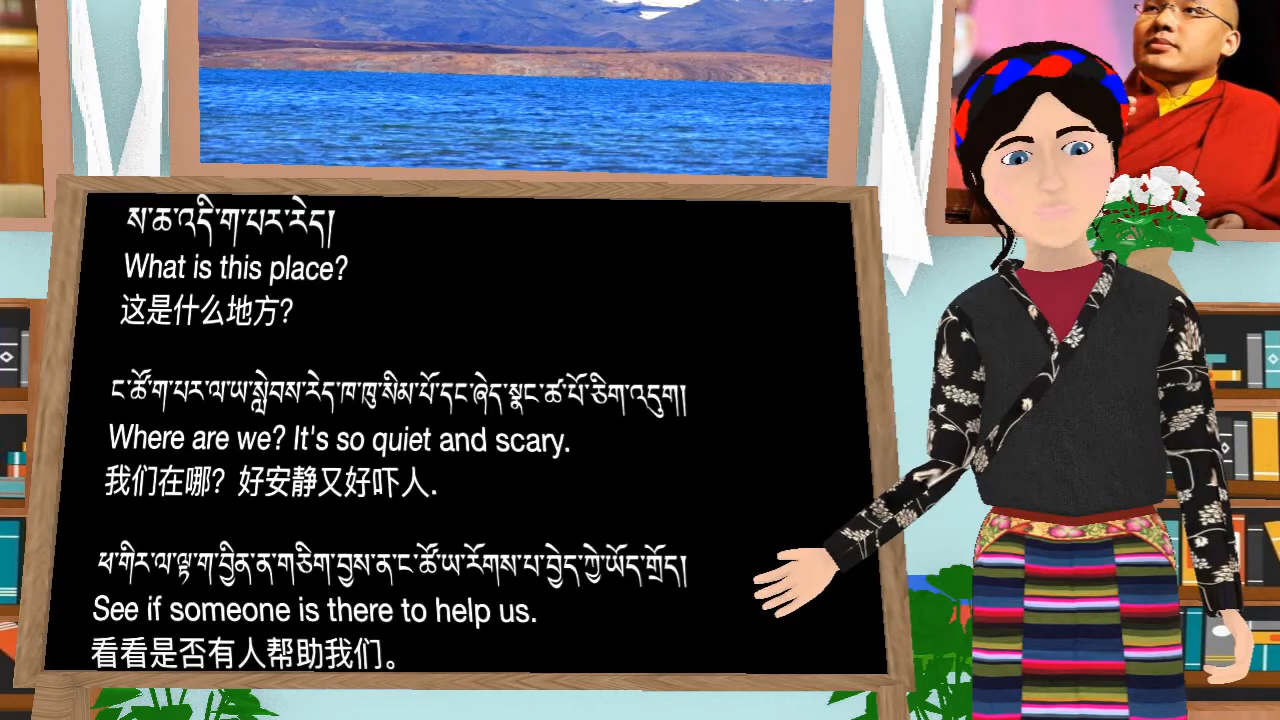 ས་ཆ་འདི་ག་པར་རེད།
What is this place?
这是什么地方?
ང་ཚོ་ག་པར་ལ་ཡ་སླེབས་རེད་ཁ་ཁུ་སིམ་པོ་དང་ཞེད་སྣང་ཚ་པོ་ཅིག་འདུག།
Where are we? It's so quiet and scary.
我们在哪? 好安静又好吓人.
ཕ་གིར་ལ་ལྟ་ག་བྱིན་ན་གཅིག་བྱས་ན་ང་ཚོ་ཡ་རོགས་པ་བྱེད་ཀྱི་ཡོད་གྲོད།
See if someone is there to help us.
看看是否有人帮助我们。